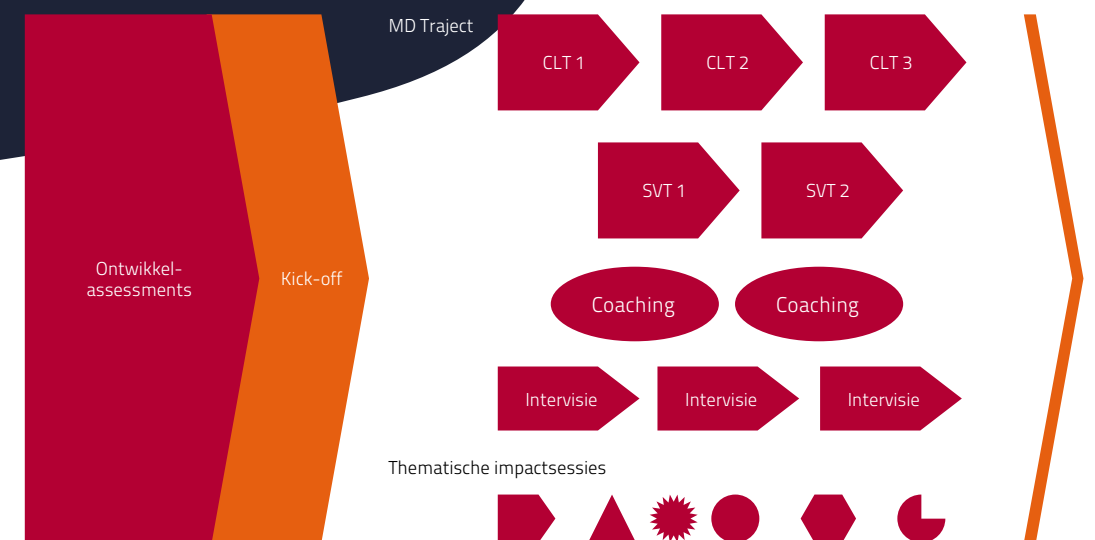 MD Traject
CLT 1
CLT 2
CLT 3
SVT 1
SVT 2
Ontwikkel-
assessments
Kick-off
Coaching
Coaching
Intervisie
Intervisie
Intervisie
Thematische impactsessies